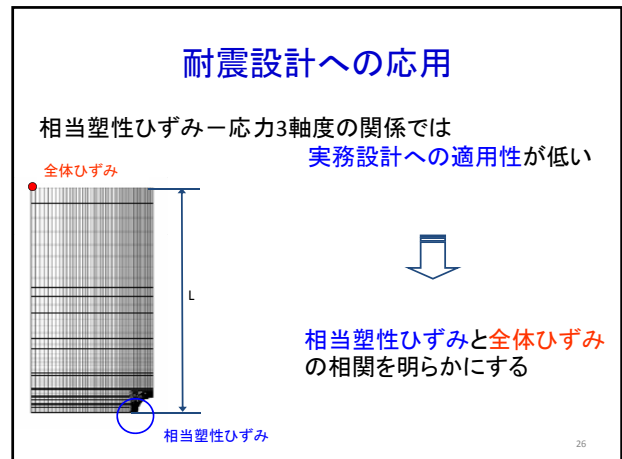 耐震設計への応用
相当塑性ひずみー応力3軸度の関係では
実務設計への適用性が低い
全体ひずみ
L
相当塑性ひずみと全体ひずみ
の相関を明らかにする
相当塑性ひずみ
26